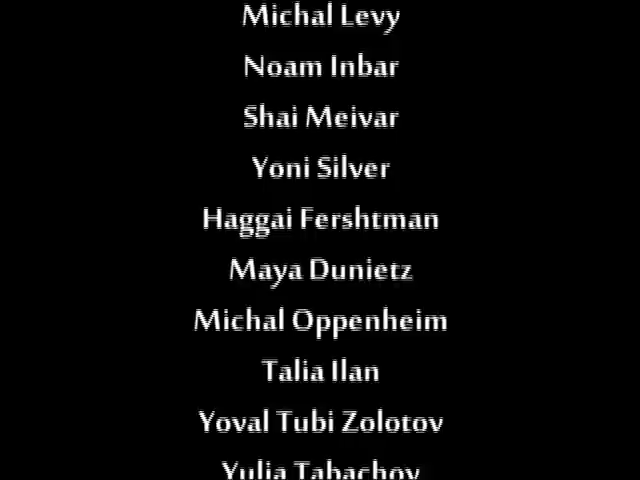 Michal Levy
Noam Inbar
Shai Meivar
Yoni Silver
Haggai Fershtman
Maya Dunietz
Michal Oppenheim
Talia Ilan
Yoval Tubi Zolotov
Yulia Tabachov